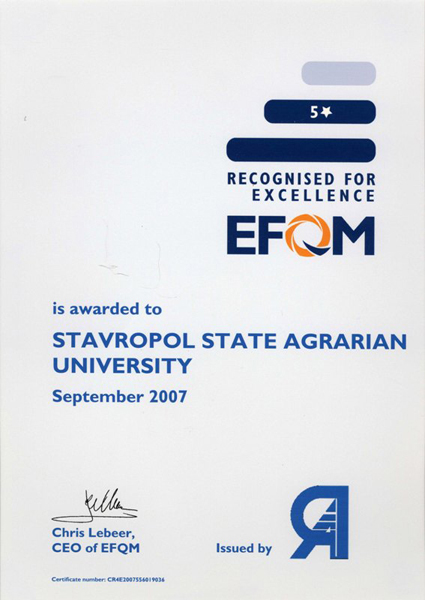 5★
RECOGNISED FOR
EXCELLENCE
EFQM
is awarded to
STAVROPOL STATE AGRARIAN
UNIVERSITY
September 2007
Chris Lebeer,
CEO of EFQM
Issued by
Certificate number: CR4E2007556019036